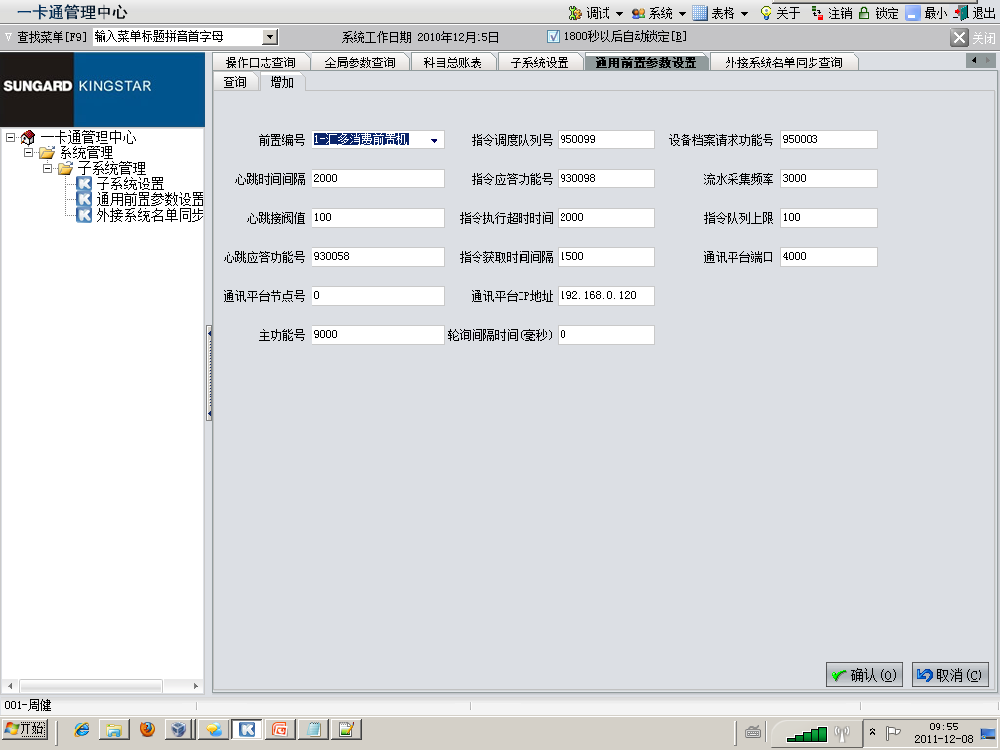 一卡通管理中心
调试 系统 表格 关于 注销 锁定 最小 退出
查找菜单[F9] 输入菜单标题拼音首字母 系统工作日期 2010年12月15日 1800秒以后自动锁定[B] 关闭
SUNGARD KINGSTAR
操作日志查询 全局参数查询 科目总账表 子系统设置 通用前置参数设置 外接系统名单同步查询
查询 增加
一卡通管理中心
系统管理
子系统管理
子系统设置
通用前置参数设置
外接系统名单同步
前置编号 1-汇多消费前置机 指令调度队列号 950099 设备档案请求功能号 950003
心跳时间间隔 2000 指令应答功能号 930098 流水采集频率 3000
心跳接阀值 100 指令执行超时时间 2000 指令队列上限 100
心跳应答功能号 930058 指令获取时间间隔 1500 通讯平台端口 4000
通讯平台节点号 0 通讯平台IP地址 192.168.0.120
主功能号 9000 轮询间隔时间(毫秒) 0
确认(O) 取消(C)
001-周健
开始 09:55
2011-12-08